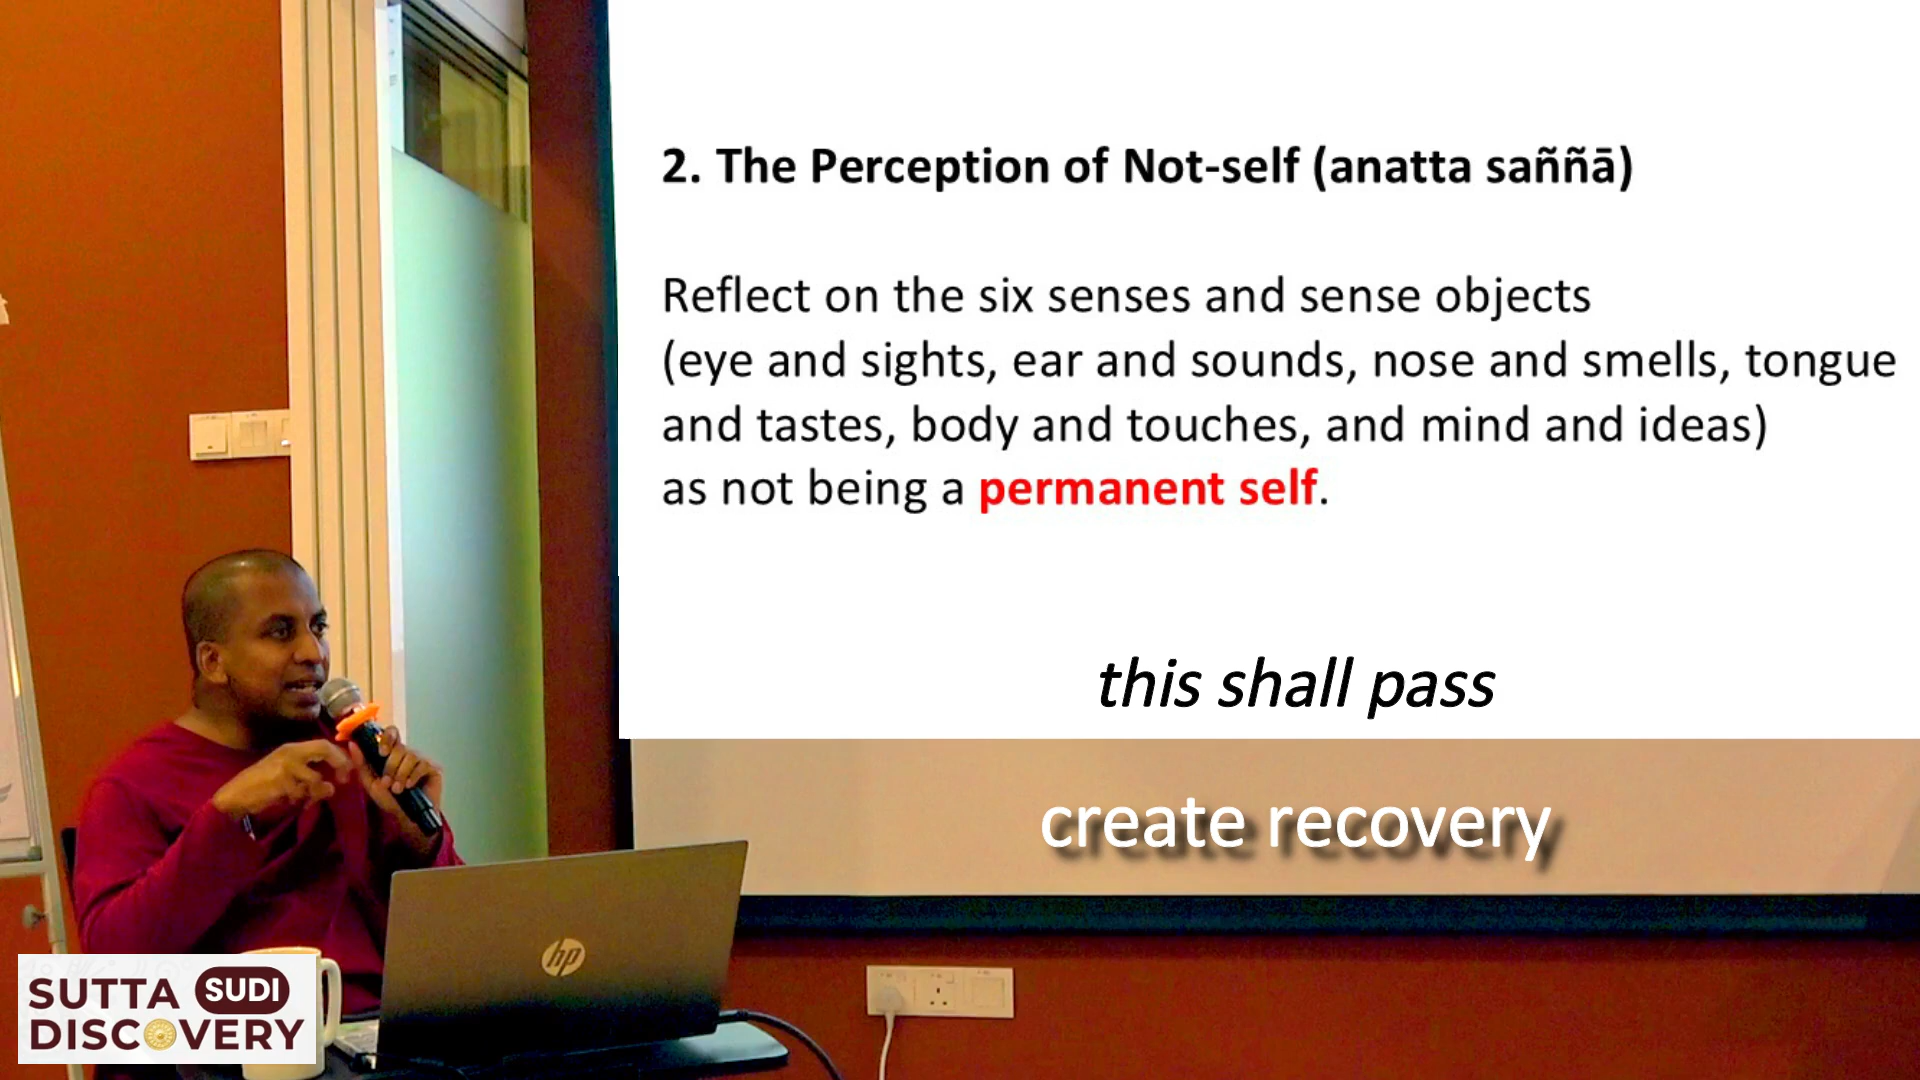 2. The Perception of Not-self (anatta saññā)
Reflect on the six senses and sense objects
(eye and sights, ear and sounds, nose and smells, tongue
and tastes, body and touches, and mind and ideas)
as not being a permanent self.
this shall pass
create recovery
hp
SUTTA SUDI
DISCOVERY